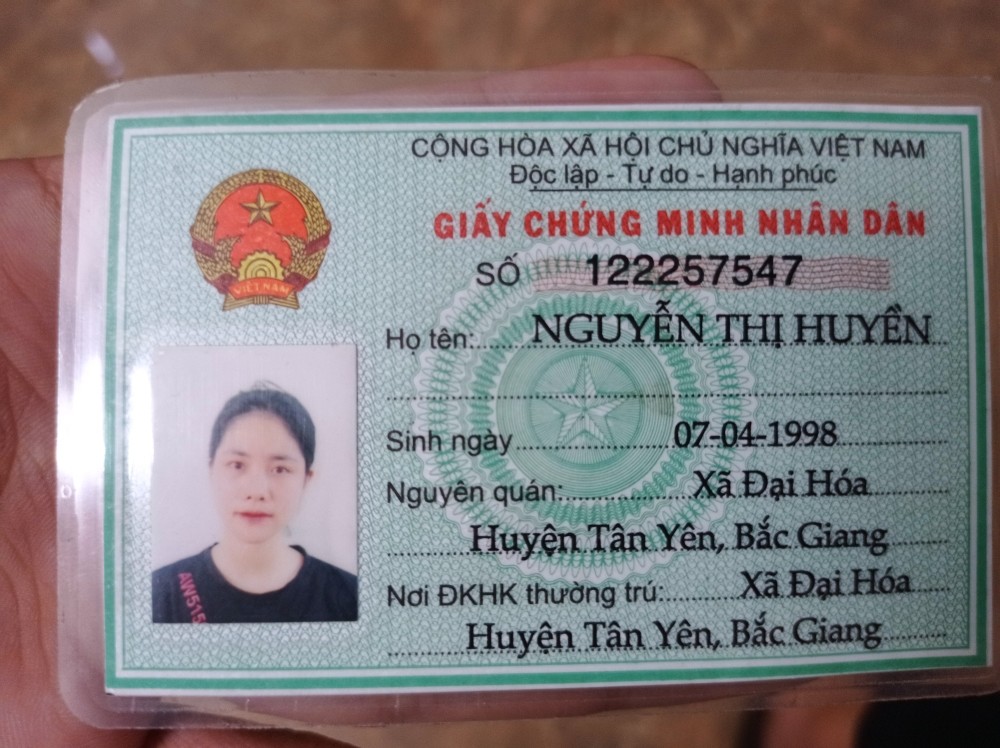 CỘNG HÒA XÃ HỘI CHỦ NGHĨA VIỆT NAM
Độc lập - Tự do - Hạnh phúc
GIẤY CHỨNG MINH NHÂN DÂN
SỐ 122257547
VIỆT NAM
Họ tên: NGUYỄN THỊ HUYỀN
Sinh ngày 07-04-1998
Nguyên quán: Xã Đại Hóa
Huyện Tân Yên, Bắc Giang
Nơi ĐKHK thường trú: Xã Đại Hóa
Huyện Tân Yên, Bắc Giang
AW515